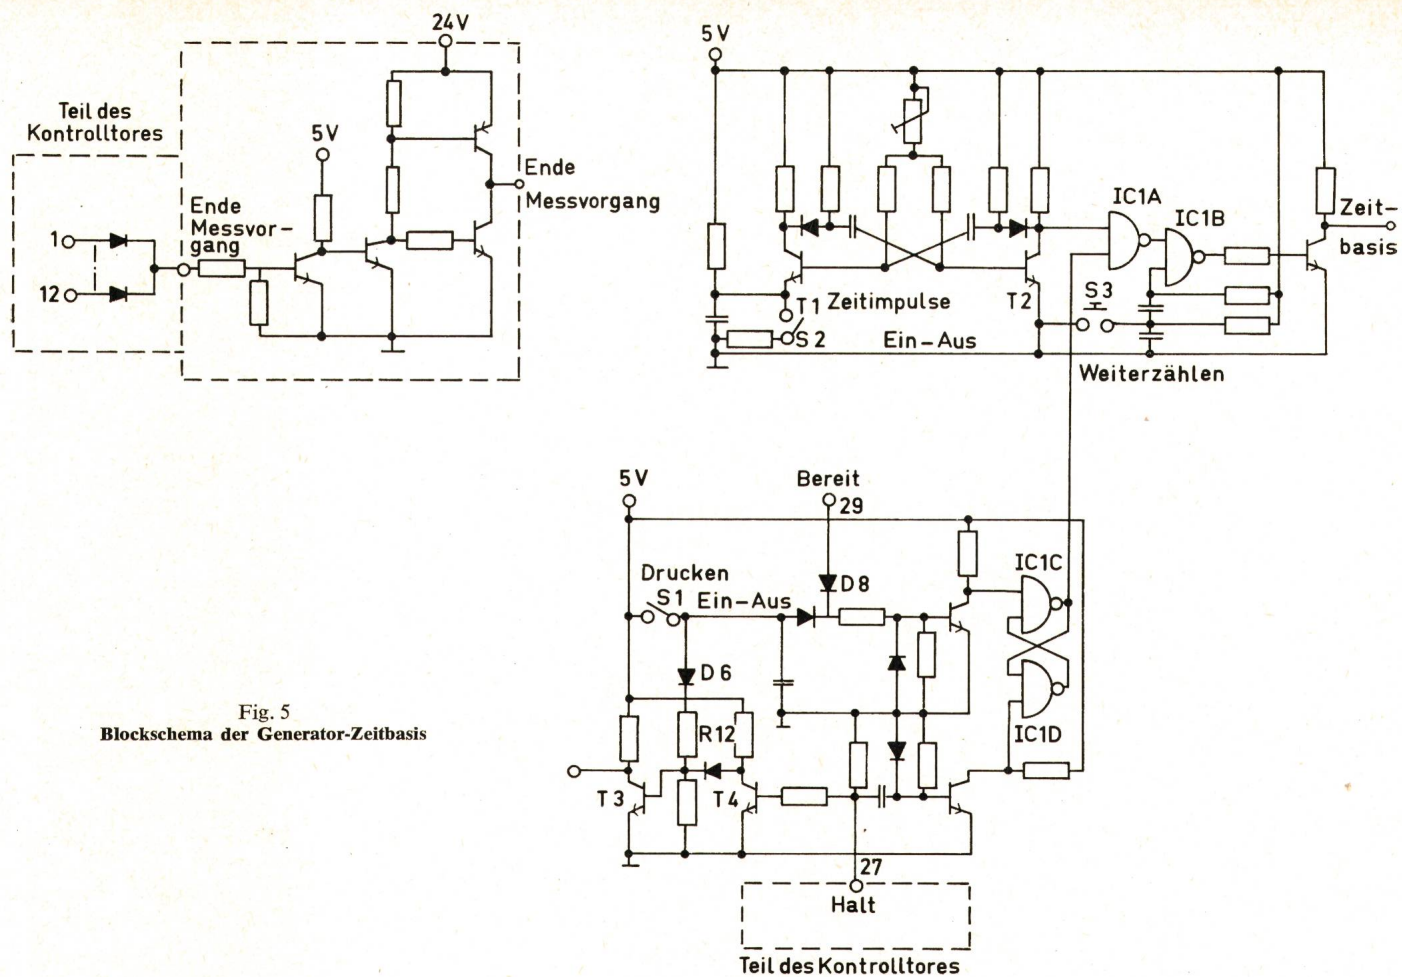 24V
Teil des
Kontrolltores
5V
Ende
Messvorgang
Ende
Messvor-
gang
1
12
5V
IC1A
IC1B
Zeit-
basis
S3
T1 Zeitimpulse
T2
S2
Ein-Aus
Weiterzählen
5V
Bereit
29
IC1C
Drucken
S1 Ein-Aus
D8
D6
IC1D
R12
T3
T4
27
Halt
Teil des Kontrolltores
Fig. 5
Blockschema der Generator-Zeitbasis